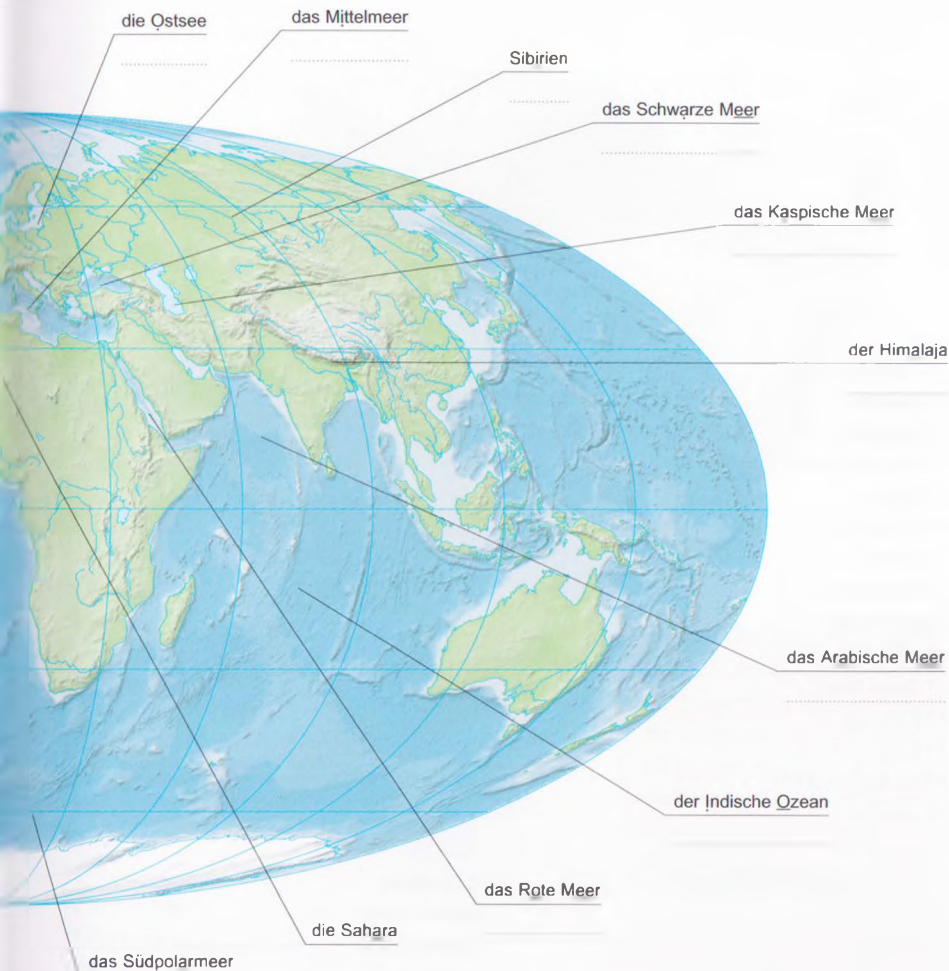 die Ostsee
das Mittelmeer
Sibirien
das Schwarze Meer
das Kaspische Meer
der Himalaja
das Arabische Meer
der Indische Ozean
das Rote Meer
die Sahara
das Südpolarmeer